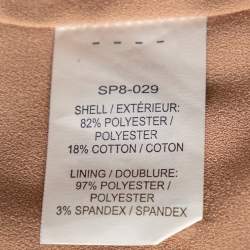 - - - -
SP8-029
SHELL / EXTÉRIEUR:
82% POLYESTER /
POLYESTER
18% COTTON / COTON
LINING / DOUBLURE:
97% POLYESTER /
POLYESTER
3% SPANDEX / SPANDEX